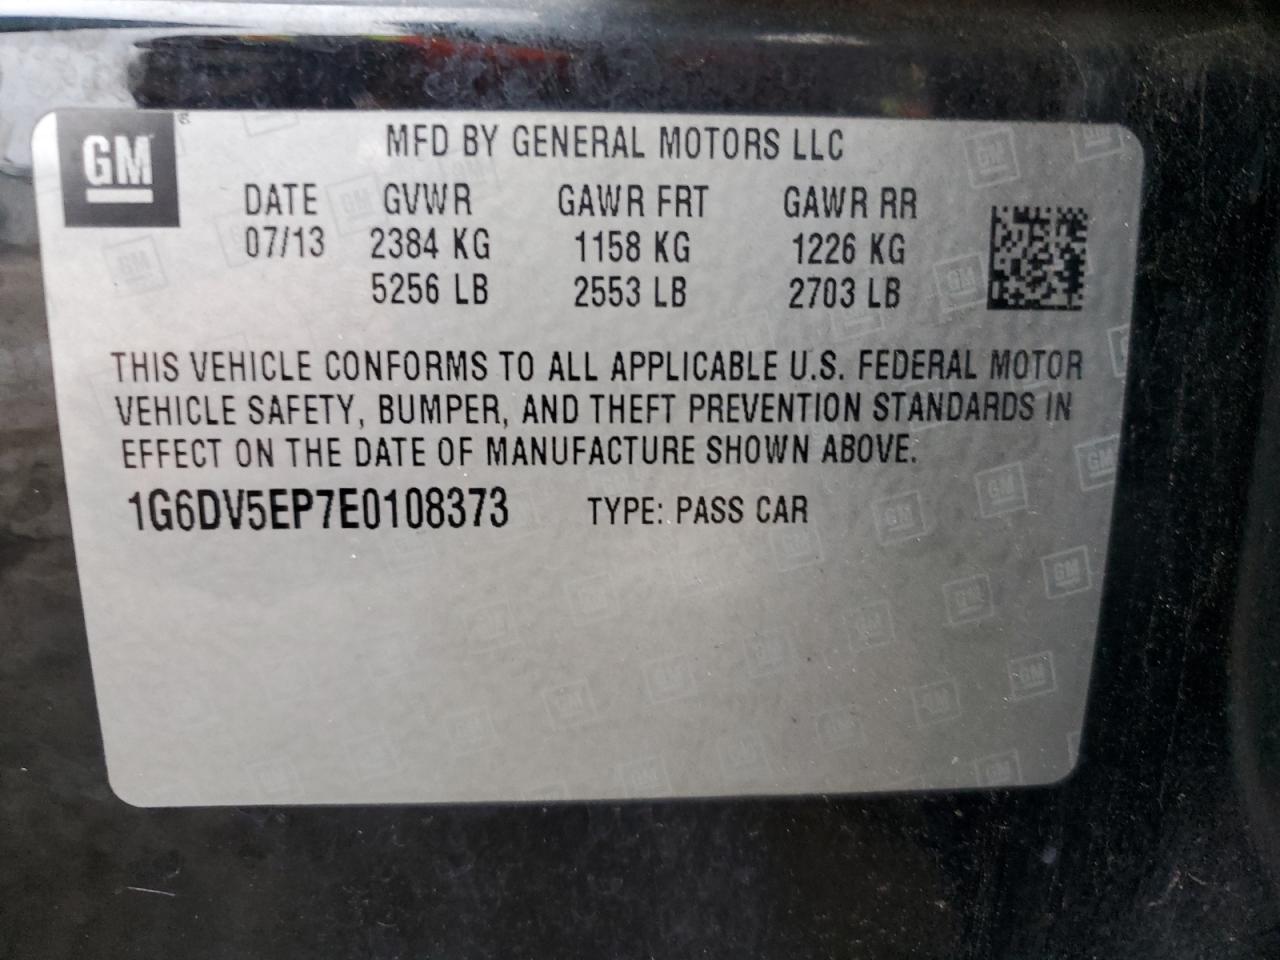 GM
MFD BY GENERAL MOTORS LLC
DATE GVWR GAWR FRT GAWR RR
07/13 2384 KG 1158 KG 1226 KG
5256 LB 2553 LB 2703 LB
THIS VEHICLE CONFORMS TO ALL APPLICABLE U.S. FEDERAL MOTOR
VEHICLE SAFETY, BUMPER, AND THEFT PREVENTION STANDARDS IN
EFFECT ON THE DATE OF MANUFACTURE SHOWN ABOVE.
1G6DV5EP7E0108373 TYPE: PASS CAR